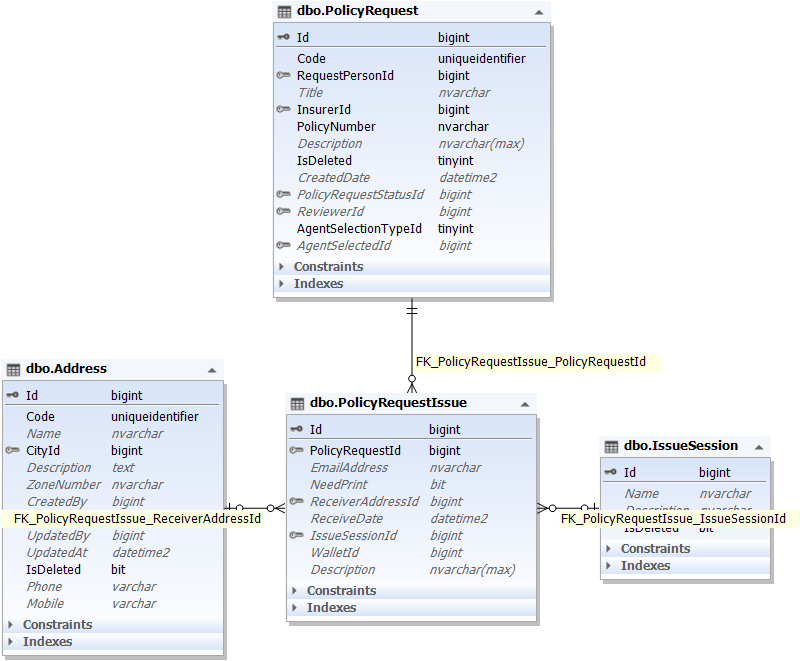 dbo.PolicyRequest
Id bigint
Code uniqueidentifier
RequestPersonId bigint
Title nvarchar
InsurerId bigint
PolicyNumber nvarchar
Description nvarchar(max)
IsDeleted tinyint
CreatedDate datetime2
PolicyRequestStatusId bigint
ReviewerId bigint
AgentSelectionTypeId tinyint
AgentSelectedId bigint
Constraints
Indexes
FK_PolicyRequestIssue_PolicyRequestId
dbo.Address
Id bigint
Code uniqueidentifier
Name nvarchar
CityId bigint
Description text
ZoneNumber nvarchar
CreatedBy bigint
FK_PolicyRequestIssue_ReceiverAddressId
UpdatedBy bigint
UpdatedAt datetime2
IsDeleted bit
Phone varchar
Mobile varchar
Constraints
Indexes
dbo.PolicyRequestIssue
Id bigint
PolicyRequestId bigint
EmailAddress nvarchar
NeedPrint bit
ReceiverAddressId bigint
ReceiveDate datetime2
IssueSessionId bigint
WalletId bigint
Description nvarchar(max)
Constraints
Indexes
dbo.IssueSession
Id bigint
Name nvarchar
Description nvarchar
FK_PolicyRequestIssue_IssueSessionId
IsDeleted bit
Constraints
Indexes